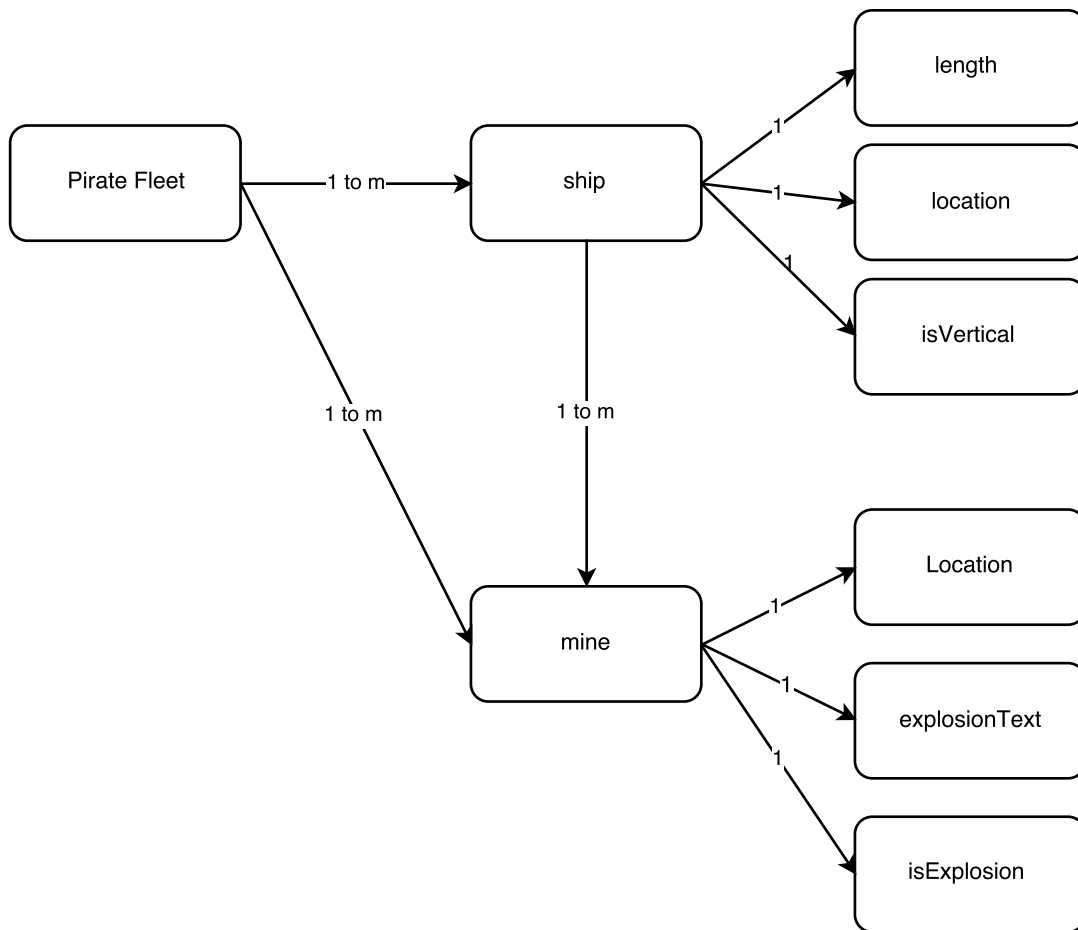 length
1
Pirate Fleet
1 to m
ship
1
location
1
isVertical
1 to m
1 to m
Location
1
mine
1
explosionText
1
isExplosion